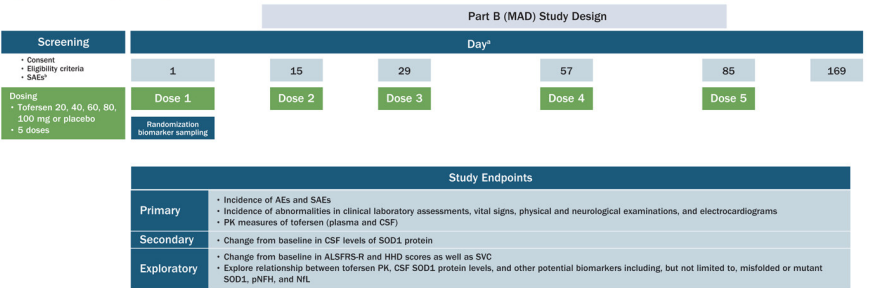 Part B (MAD) Study Design
Screening
Dayᵃ
• Consent
• Eligibility criteria
• SAEsᵇ
1
15
29
57
85
169
Dosing
• Tofersen 20, 40, 60, 80,
100 mg or placebo
• 5 doses
Dose 1
Dose 2
Dose 3
Dose 4
Dose 5
Randomization
biomarker sampling
Study Endpoints
Primary
• Incidence of AEs and SAEs
• Incidence of abnormalities in clinical laboratory assessments, vital signs, physical and neurological examinations, and electrocardiograms
• PK measures of tofersen (plasma and CSF)
Secondary
• Change from baseline in CSF levels of SOD1 protein
Exploratory
• Change from baseline in ALSFRS-R and HHD scores as well as SVC
• Explore relationship between tofersen PK, CSF SOD1 protein levels, and other potential biomarkers including, but not limited to, misfolded or mutant
SOD1, pNFH, and NfL